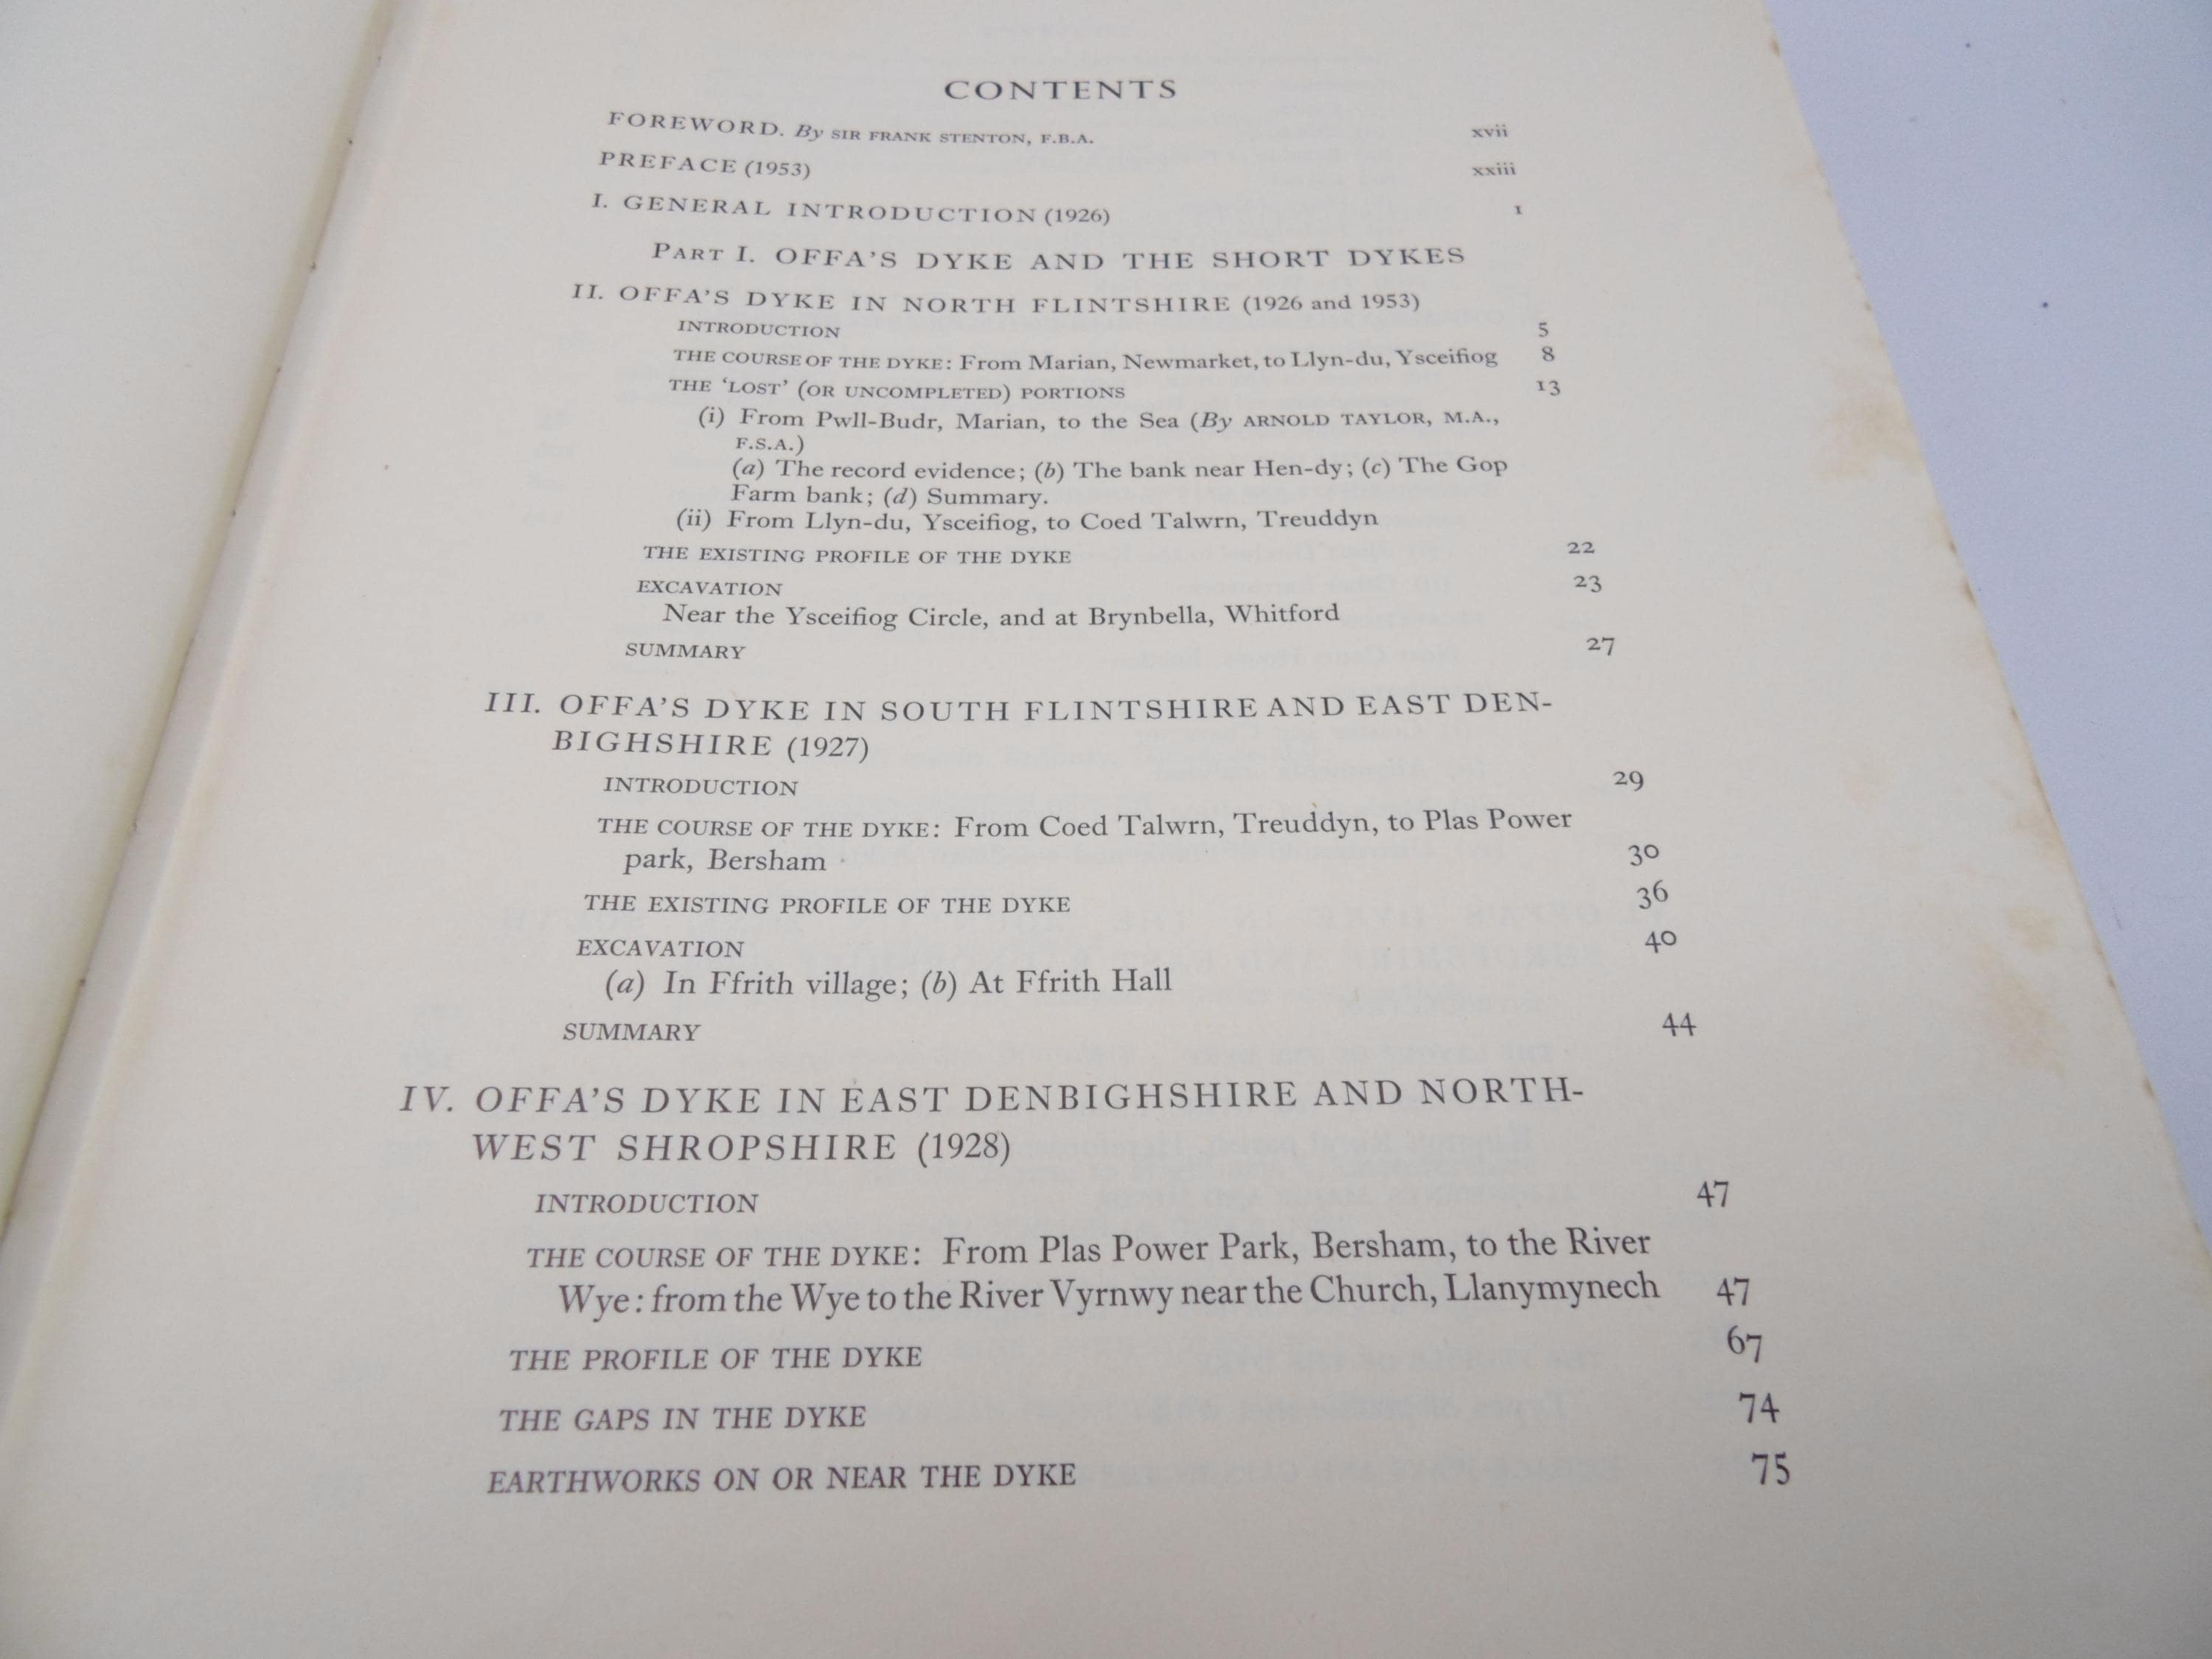 CONTENTS
FOREWORD. By SIR FRANK STENTON, F.B.A. xvii
PREFACE (1953) xxiii
I. GENERAL INTRODUCTION (1926) 1
PART I. OFFA'S DYKE AND THE SHORT DYKES
II. OFFA'S DYKE IN NORTH FLINTSHIRE (1926 and 1953)
INTRODUCTION 5
THE COURSE OF THE DYKE: From Marian, Newmarket, to Llyn-du, Ysceifiog 8
THE 'LOST' (OR UNCOMPLETED) PORTIONS 13
(i) From Pwll-Budr, Marian, to the Sea (By ARNOLD TAYLOR, M.A.,
F.S.A.)
(a) The record evidence; (b) The bank near Hen-dy; (c) The Gop
Farm bank; (d) Summary.
(ii) From Llyn-du, Ysceifiog, to Coed Talwrn, Treuddyn
THE EXISTING PROFILE OF THE DYKE 22
EXCAVATION 23
Near the Ysceifiog Circle, and at Brynbella, Whitford
SUMMARY 27
III. OFFA'S DYKE IN SOUTH FLINTSHIRE AND EAST DEN-
BIGHSHIRE (1927)
INTRODUCTION 29
THE COURSE OF THE DYKE: From Coed Talwrn, Treuddyn, to Plas Power
park, Bersham 30
THE EXISTING PROFILE OF THE DYKE 36
EXCAVATION 40
(a) In Ffrith village; (b) At Ffrith Hall
SUMMARY 44
IV. OFFA'S DYKE IN EAST DENBIGHSHIRE AND NORTH-
WEST SHROPSHIRE (1928)
INTRODUCTION 47
THE COURSE OF THE DYKE: From Plas Power Park, Bersham, to the River
Wye: from the Wye to the River Vyrnwy near the Church, Llanymynech 47
THE PROFILE OF THE DYKE 67
THE GAPS IN THE DYKE 74
EARTHWORKS ON OR NEAR THE DYKE 75